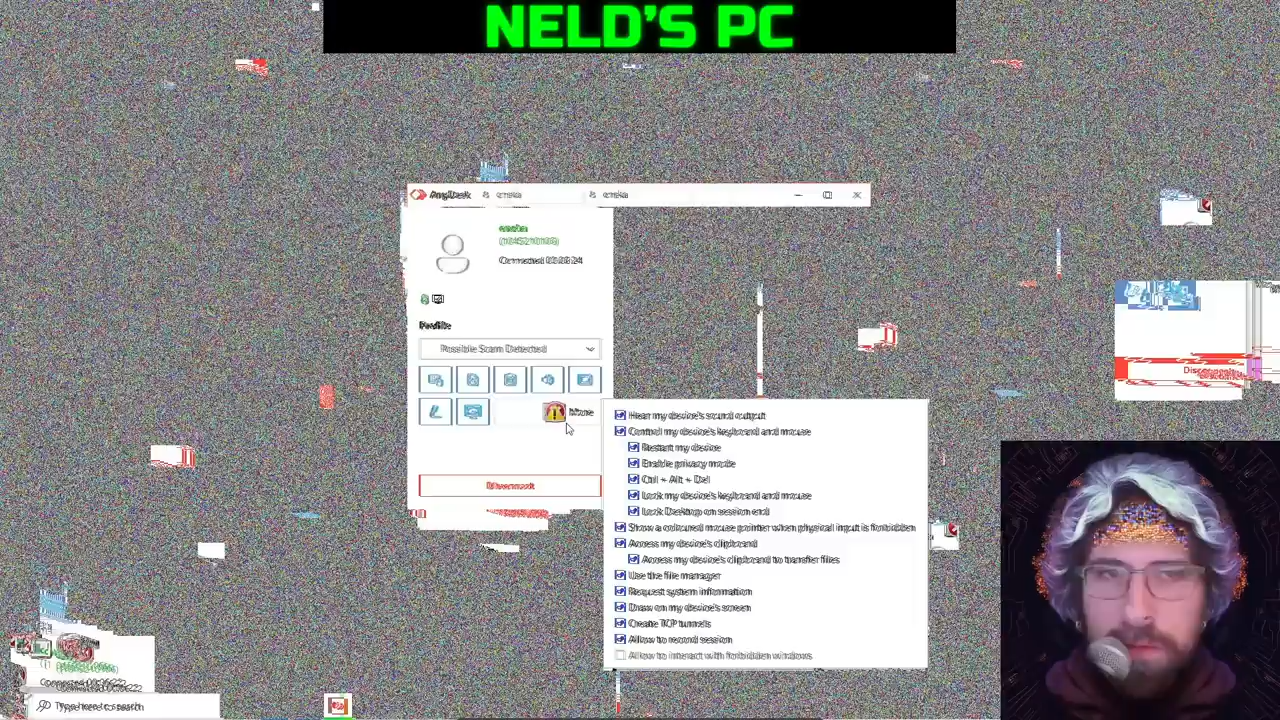 NELD'S PC
AnyDesk
Connected 00:
Profile
Possible Scam Detected
More
Disconnect
Hear my device's sound output
Control my device's keyboard and mouse
Restart my device
Enable privacy mode
Ctrl + Alt + Del
Lock my device's keyboard and mouse
Lock Desktop on session end
Show a coloured mouse pointer when physical input is forbidden
Access my device's clipboard
Access my device's clipboard to transfer files
Use the file manager
Request system information
Draw on my device's screen
Create TCP tunnels
Allow to record session
Allow to interact with forbidden windows
Type here to search